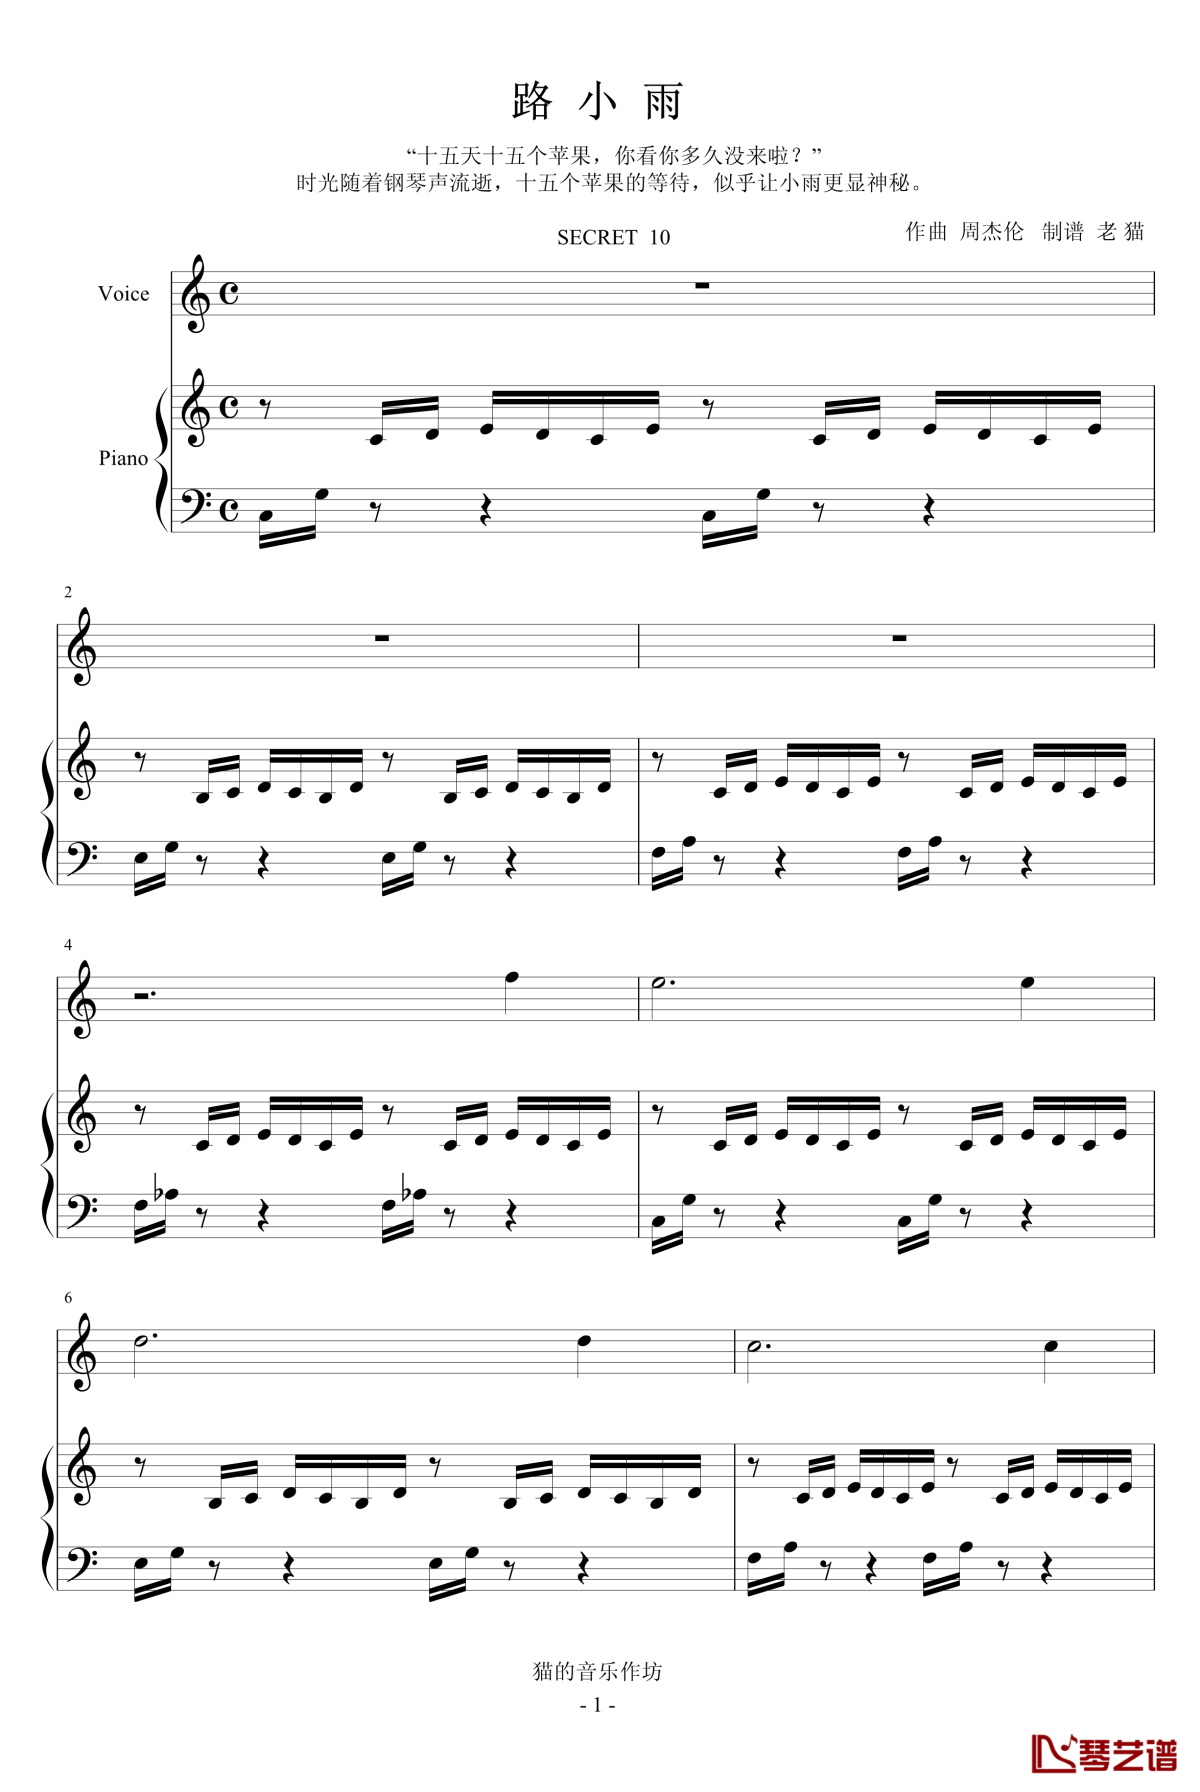 路 小 雨
“十五天十五个苹果，你看你多久没来啦？”
时光随着钢琴声流逝，十五个苹果的等待，似乎让小雨更显神秘。
SECRET 10
作曲 周杰伦 制谱 老猫
Voice
Piano
2
4
6
猫的音乐作坊
- 1 -
琴艺谱